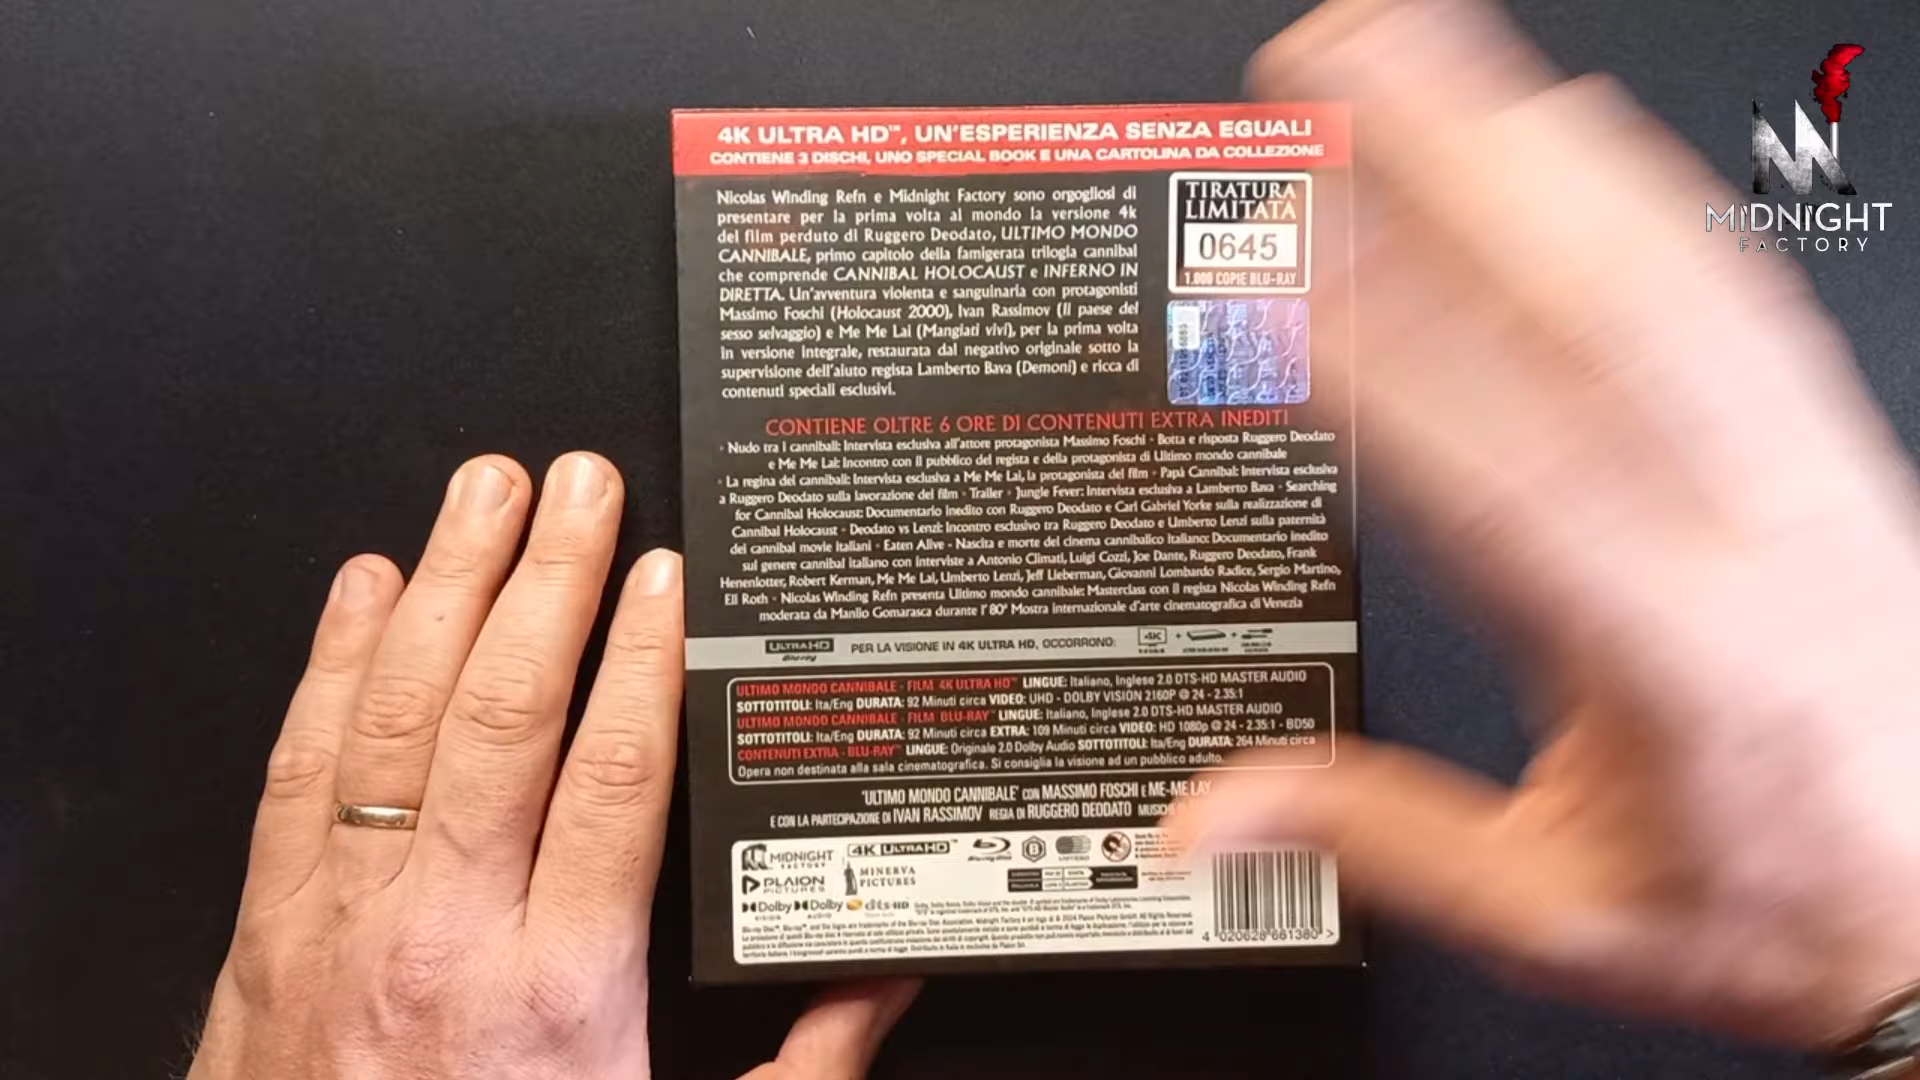 4K ULTRA HD™, UN'ESPERIENZA SENZA EGUALI
CONTIENE 3 DISCHI, UNO SPECIAL BOOK E UNA CARTOLINA DA COLLEZIONE
Nicolas Winding Refn e Midnight Factory sono orgogliosi di
presentare per la prima volta al mondo la versione 4k
del film perduto di Ruggero Deodato, ULTIMO MONDO
CANNIBALE, primo capitolo della famigerata trilogia cannibal
che comprende CANNIBAL HOLOCAUST e INFERNO IN
DIRETTA. Un'avventura violenta e sanguinaria con protagonisti
Massimo Foschi (Holocaust 2000), Ivan Rassimov (Il paese del
sesso selvaggio) e Me Me Lai (Mangiati vivi), per la prima volta
in versione integrale, restaurata dal negativo originale sotto la
supervisione dell'aiuto regista Lamberto Bava (Demoni) e ricca di
contenuti speciali esclusivi.
TIRATURA
LIMITATA
0645
1.000 COPIE BLU-RAY
CONTIENE OLTRE 6 ORE DI CONTENUTI EXTRA INEDITI
• Nudo tra i cannibali: Intervista esclusiva all'attore protagonista Massimo Foschi • Botta e risposta Ruggero Deodato
e Me Me Lai: Incontro con il pubblico del regista e della protagonista di Ultimo mondo cannibale
• La regina dei cannibali: Intervista esclusiva a Me Me Lai, la protagonista del film • Papà Cannibal: Intervista esclusiva
a Ruggero Deodato sulla lavorazione del film • Trailer • Jungle Fever: Intervista esclusiva a Lamberto Bava • Searching
for Cannibal Holocaust: Documentario inedito con Ruggero Deodato e Carl Gabriel Yorke sulla realizzazione di
Cannibal Holocaust • Deodato vs Lenzi: Incontro esclusivo tra Ruggero Deodato e Umberto Lenzi sulla paternità
dei cannibal movie italiani • Eaten Alive - Nascita e morte del cinema cannibalico italiano: Documentario inedito
sul genere cannibal italiano con interviste a Antonio Climati, Luigi Cozzi, Joe Dante, Ruggero Deodato, Frank
Henenlotter, Robert Kerman, Me Me Lai, Umberto Lenzi, Jeff Lieberman, Giovanni Lombardo Radice, Sergio Martino,
Eli Roth • Nicolas Winding Refn presenta Ultimo mondo cannibale: Masterclass con il regista Nicolas Winding Refn
moderata da Manlio Gomarasca durante l'80ª Mostra internazionale d'arte cinematografica di Venezia
ULTRA HD Blu-ray PER LA VISIONE IN 4K ULTRA HD, OCCORRONO: 4K + +
ULTIMO MONDO CANNIBALE - FILM 4K ULTRA HD™ LINGUE: Italiano, Inglese 2.0 DTS-HD MASTER AUDIO
SOTTOTITOLI: Ita/Eng DURATA: 92 Minuti circa VIDEO: UHD - DOLBY VISION 2160P @ 24 - 2.35:1
ULTIMO MONDO CANNIBALE - FILM BLU-RAY™ LINGUE: Italiano, Inglese 2.0 DTS-HD MASTER AUDIO
SOTTOTITOLI: Ita/Eng DURATA: 92 Minuti circa EXTRA: 109 Minuti circa VIDEO: HD 1080p @ 24 - 2.35:1 - BD50
CONTENUTI EXTRA - BLU-RAY™ LINGUE: Originale 2.0 Dolby Audio SOTTOTITOLI: Ita/Eng DURATA: 264 Minuti circa
Opera non destinata alla sala cinematografica. Si consiglia la visione ad un pubblico adulto.
'ULTIMO MONDO CANNIBALE' CON MASSIMO FOSCHI E ME-ME LAY
E CON LA PARTECIPAZIONE DI IVAN RASSIMOV REGIA DI RUGGERO DEODATO
MIDNIGHT FACTORY
4K ULTRA HD™
Blu-ray Disc
B
PLAION PICTURES
MINERVA PICTURES
Dolby VISION
Dolby AUDIO
dts-HD
4 020628 661380 >
MIDNIGHT
FACTORY